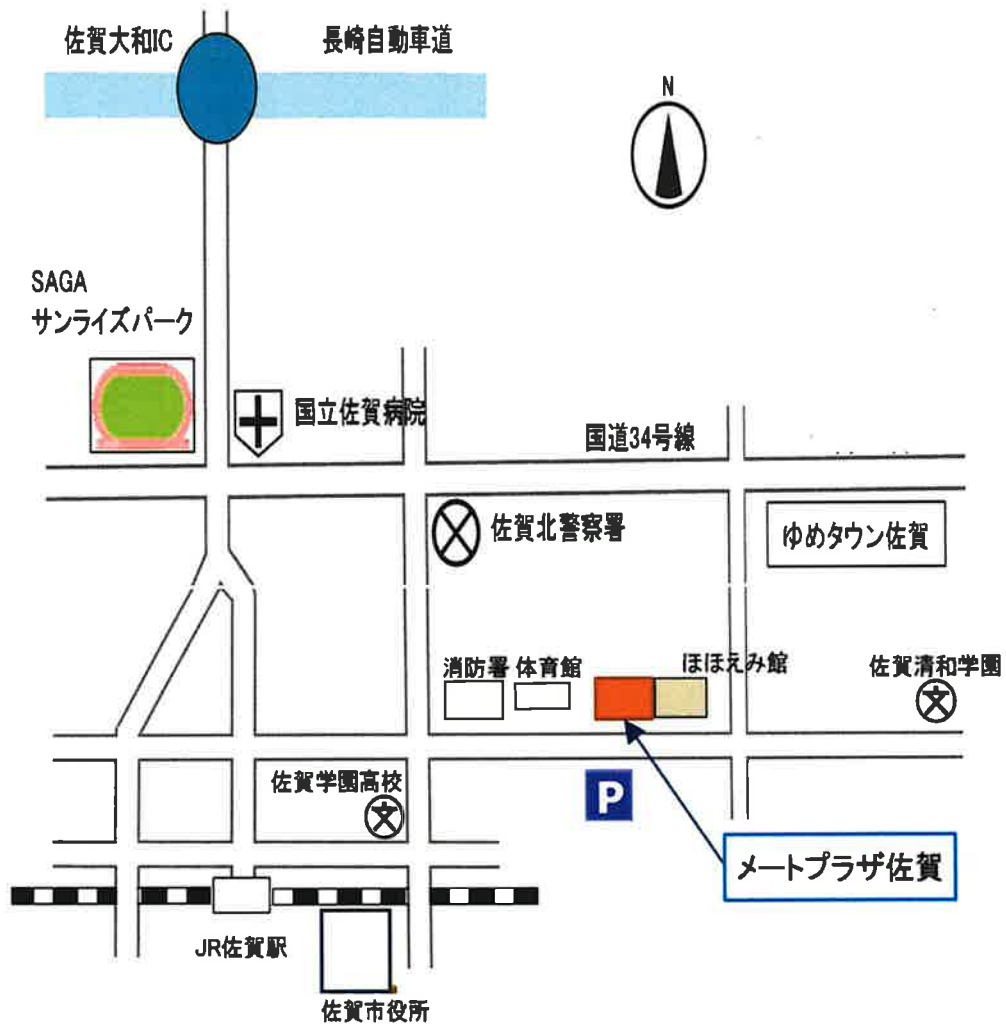 佐賀大和IC
長崎自動車道
N
SAGA
サンライズパーク
国立佐賀病院
国道34号線
佐賀北警察署
ゆめタウン佐賀
消防署
体育館
ほほえみ館
佐賀清和学園
文
佐賀学園高校
文
P
メートプラザ佐賀
JR佐賀駅
佐賀市役所